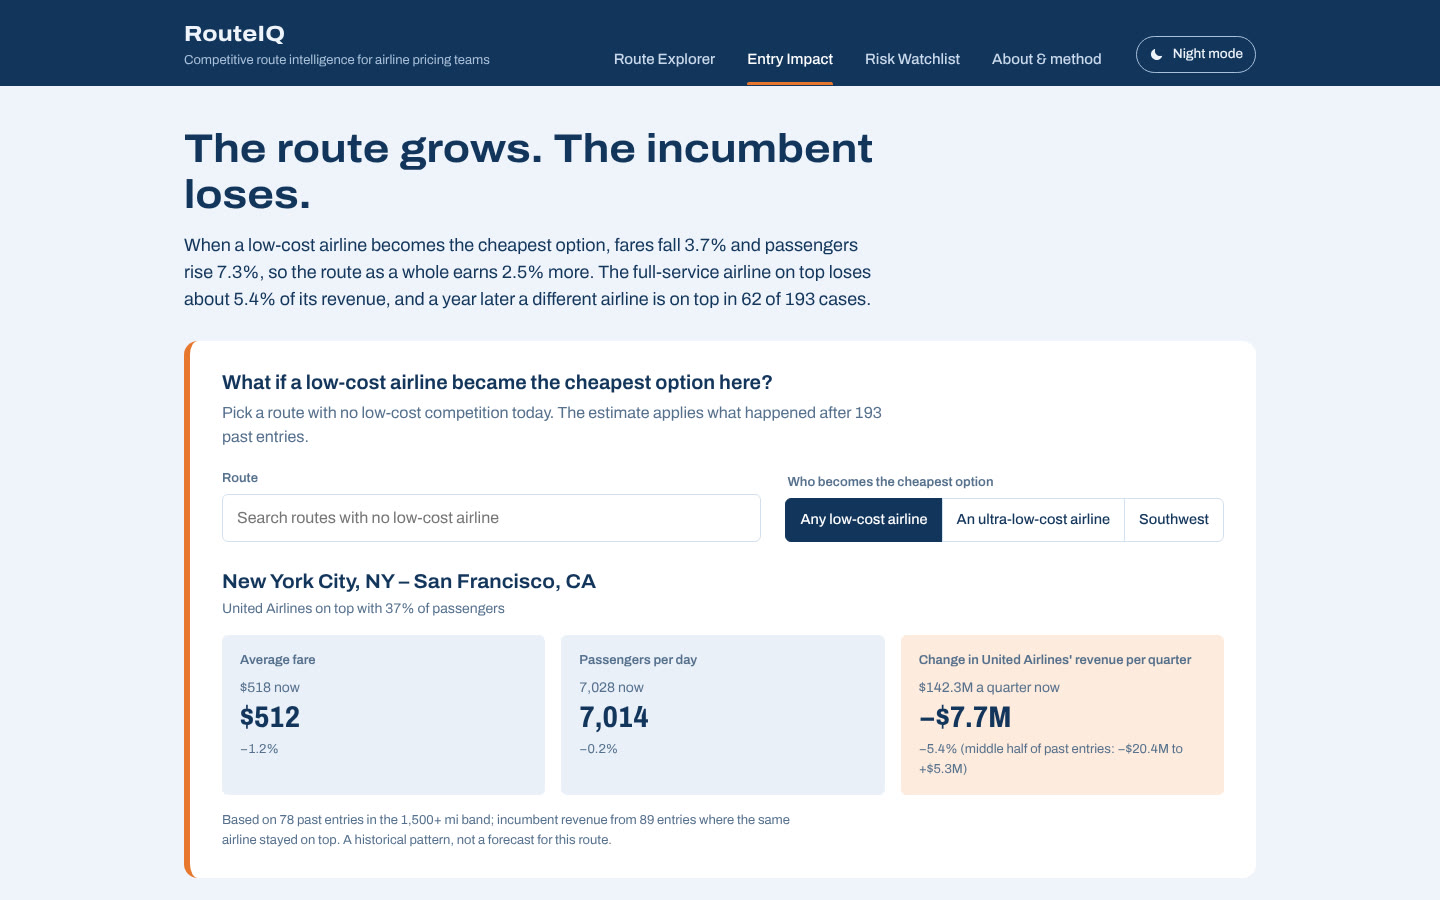 RouteIQ
Competitive route intelligence for airline pricing teams
Route Explorer
Entry Impact
Risk Watchlist
About & method
Night mode
The route grows. The incumbent
loses.
When a low-cost airline becomes the cheapest option, fares fall 3.7% and passengers
rise 7.3%, so the route as a whole earns 2.5% more. The full-service airline on top loses
about 5.4% of its revenue, and a year later a different airline is on top in 62 of 193 cases.
What if a low-cost airline became the cheapest option here?
Pick a route with no low-cost competition today. The estimate applies what happened after 193
past entries.
Route
Search routes with no low-cost airline
Who becomes the cheapest option
Any low-cost airline
An ultra-low-cost airline
Southwest
New York City, NY – San Francisco, CA
United Airlines on top with 37% of passengers
Average fare
$518 now
$512
−1.2%
Passengers per day
7,028 now
7,014
−0.2%
Change in United Airlines' revenue per quarter
$142.3M a quarter now
−$7.7M
−5.4% (middle half of past entries: −$20.4M to
+$5.3M)
Based on 78 past entries in the 1,500+ mi band; incumbent revenue from 89 entries where the same
airline stayed on top. A historical pattern, not a forecast for this route.